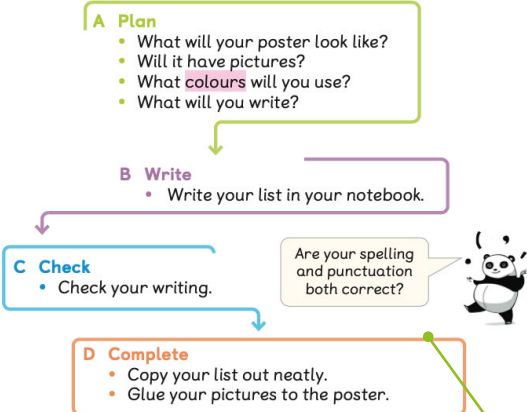 A Plan
• What will your poster look like?
• Will it have pictures?
• What colours will you use?
• What will you write?
B Write
• Write your list in your notebook.
C Check
• Check your writing.
Are your spelling
and punctuation
both correct?
D Complete
• Copy your list out neatly.
• Glue your pictures to the poster.